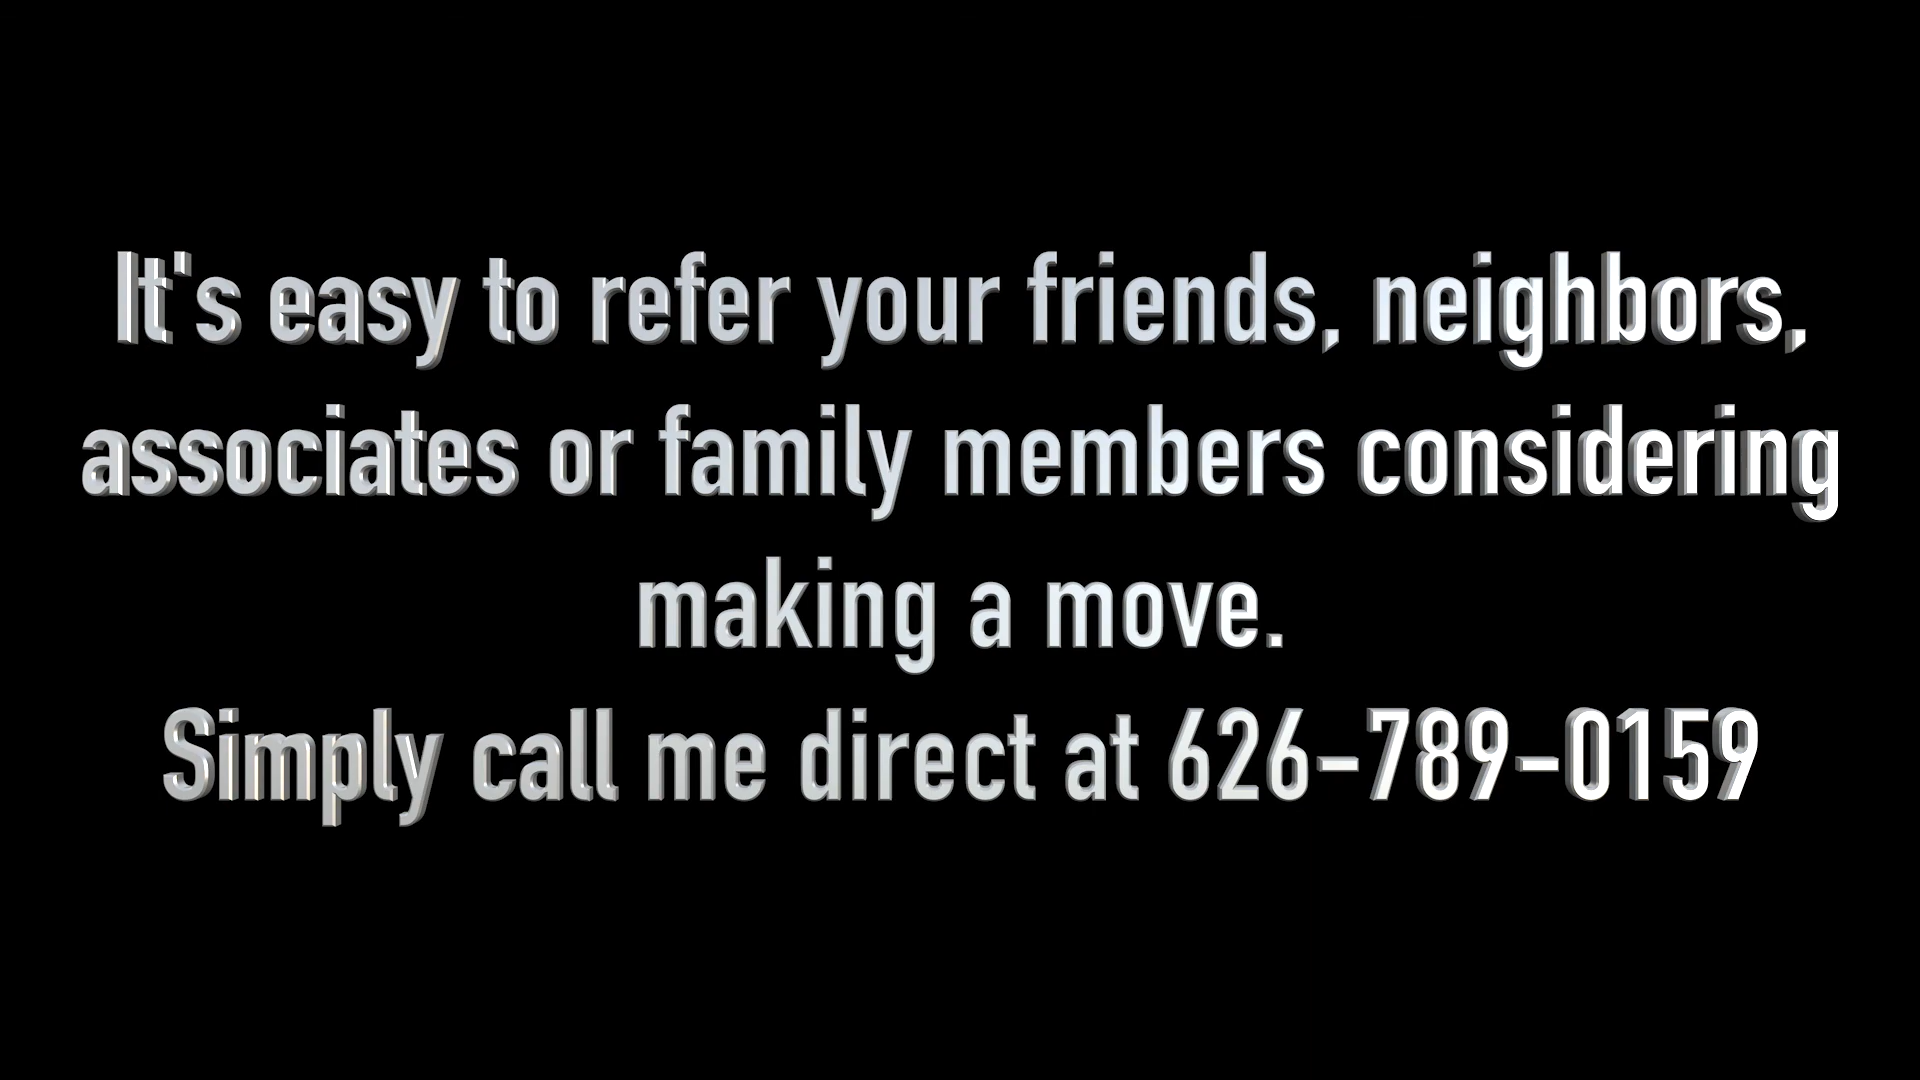 It's easy to refer your friends, neighbors,
associates or family members considering
making a move.
Simply call me direct at 626-789-0159